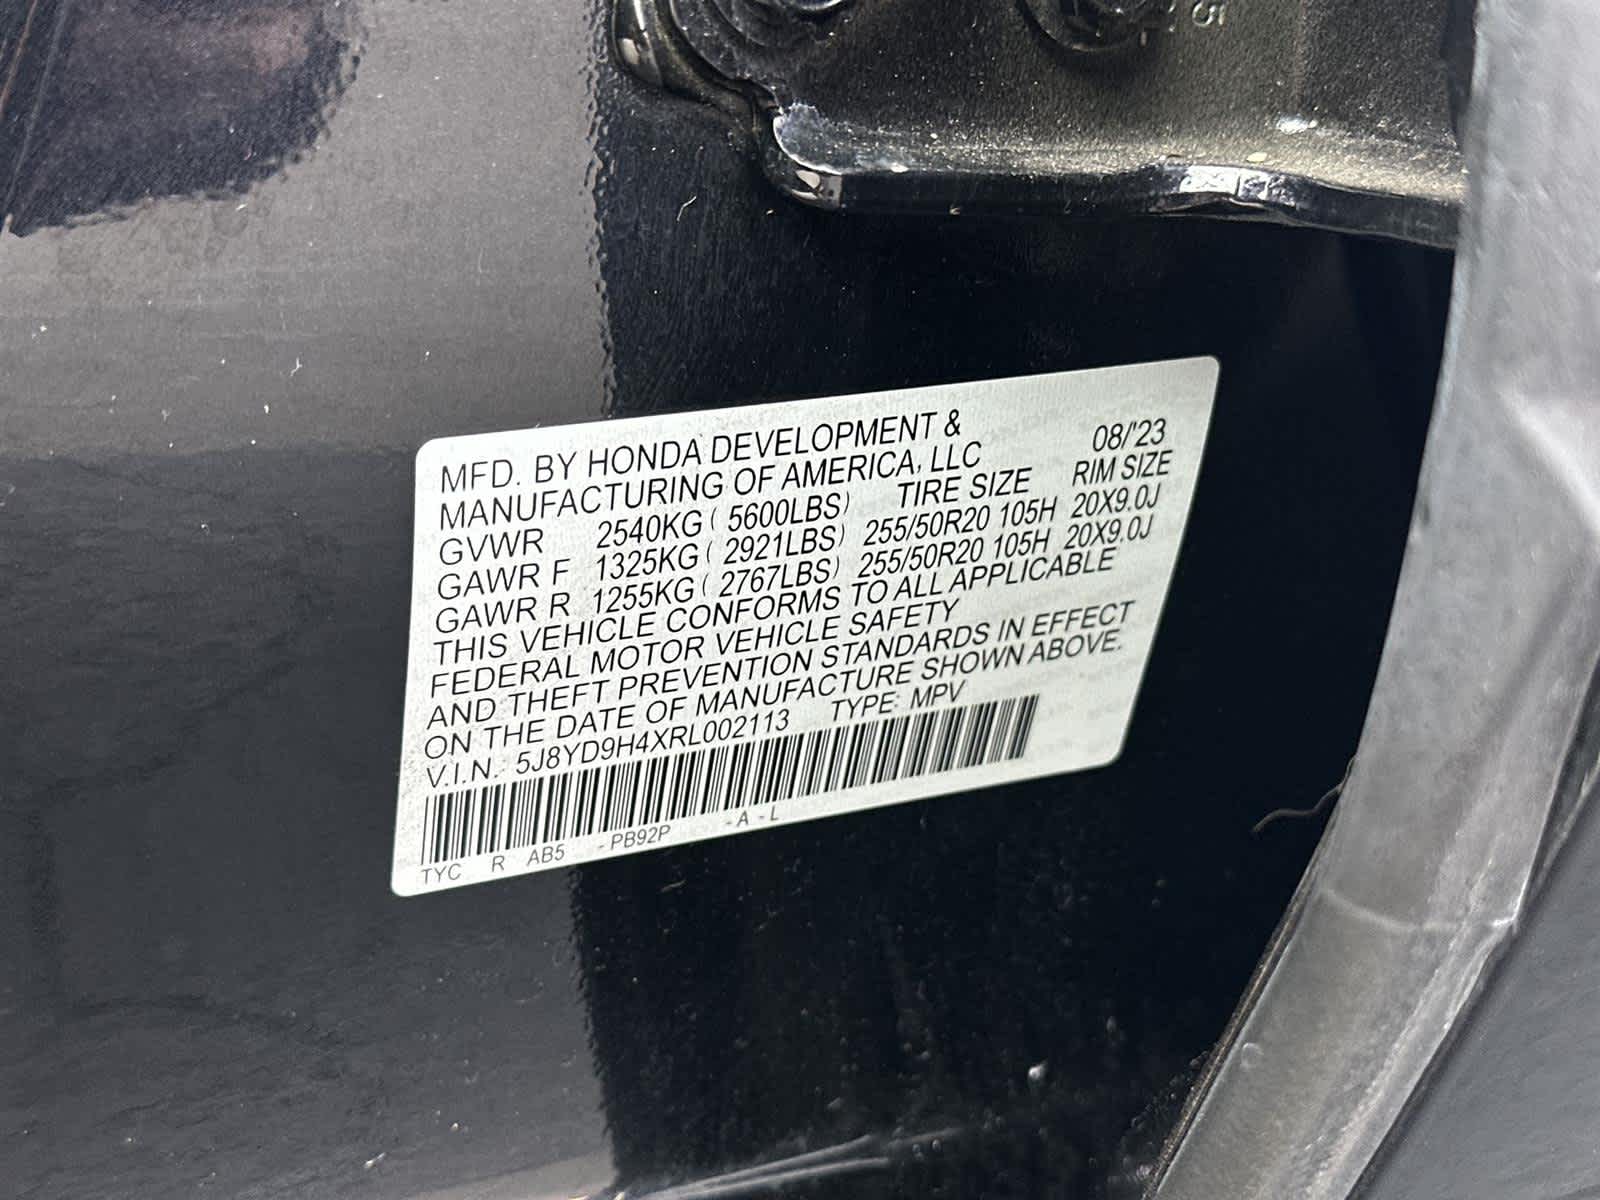 5
MFD. BY HONDA DEVELOPMENT & 08/'23
MANUFACTURING OF AMERICA, LLC
GVWR 2540KG ( 5600LBS) TIRE SIZE RIM SIZE
GAWR F 1325KG ( 2921LBS) 255/50R20 105H 20X9.0J
GAWR R 1255KG ( 2767LBS) 255/50R20 105H 20X9.0J
THIS VEHICLE CONFORMS TO ALL APPLICABLE
FEDERAL MOTOR VEHICLE SAFETY
AND THEFT PREVENTION STANDARDS IN EFFECT
ON THE DATE OF MANUFACTURE SHOWN ABOVE.
V.I.N.: 5J8YD9H4XRL002113 TYPE: MPV
TYC R AB5 - PB92P - A - L